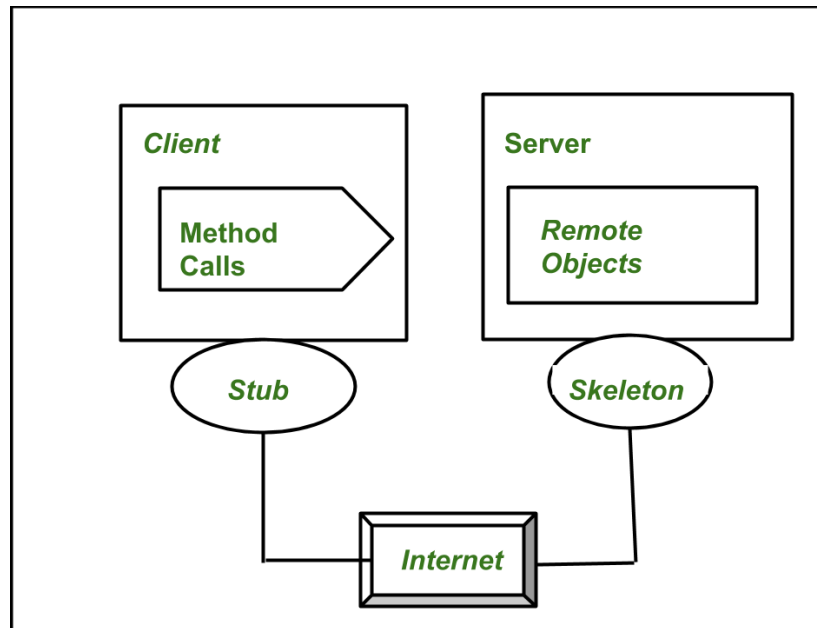 Client
Method
Calls
Server
Remote
Objects
Stub
Skeleton
Internet